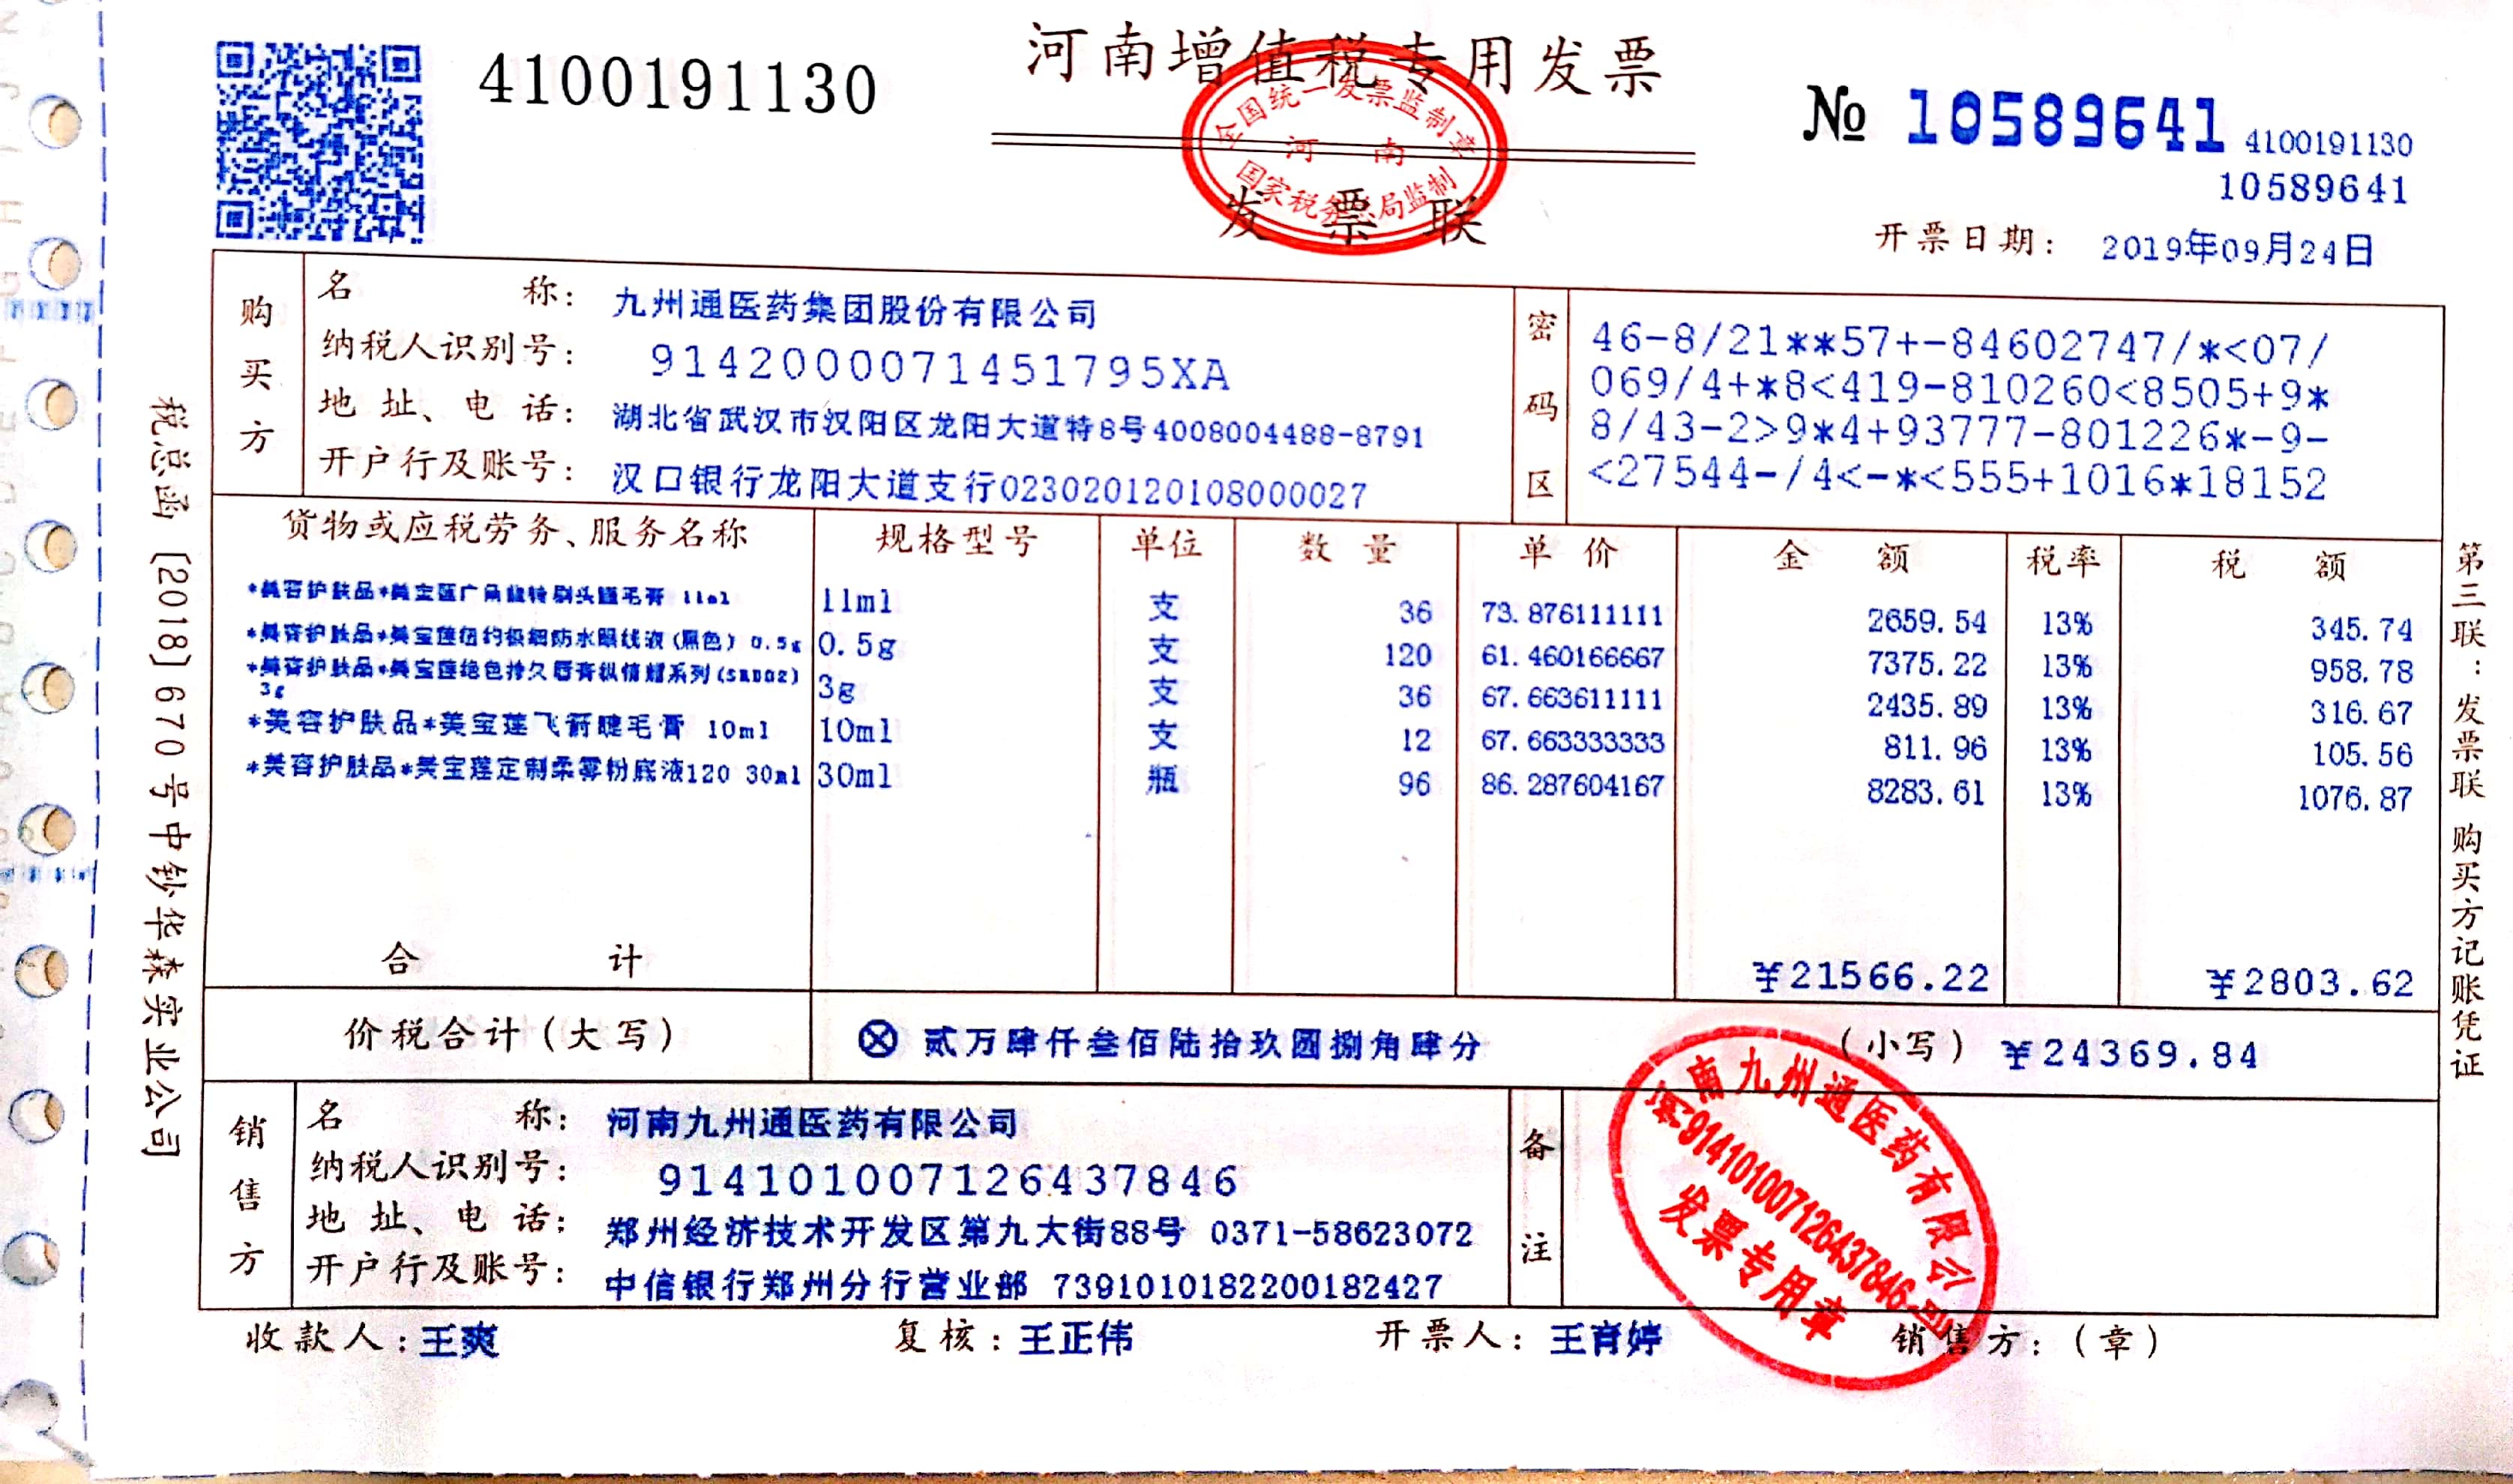 河南增值税专用发票
4100191130
№ 10589641
4100191130
10589641
全国统一发票监制章
河 南
国家税务总局监制
发 票 联
开票日期: 2019年09月24日
购买方
名 称: 九州通医药集团股份有限公司
纳税人识别号: 9142000071451795XA
地址、电话: 湖北省武汉市汉阳区龙阳大道特8号4008004488-8791
开户行及账号: 汉口银行龙阳大道支行023020120108000027
密码区
46-8/21**57+-84602747/*<07/
069/4+*8<419-810260<8505+9*
8/43-2>9*4+93777-801226*-9-
<27544-/4<-*<555+1016*18152
货物或应税劳务、服务名称 规格型号 单位 数量 单价 金额 税率 税额
*美容护肤品*美宝莲广角 刷头睫毛膏 11ml 11ml 支 36 73.876111111 2659.54 13% 345.74
*美容护肤品*美宝莲纽约极细防水眼线液(黑色) 0.5g 0.5g 支 120 61.460166667 7375.22 13% 958.78
*美容护肤品*美宝莲绝色持久唇膏纵情耀系列(SRD02) 3g 支 36 67.663611111 2435.89 13% 316.67
3g
*美容护肤品*美宝莲飞箭睫毛膏 10ml 10ml 支 12 67.663333333 811.96 13% 105.56
*美容护肤品*美宝莲定制柔雾粉底液120 30ml 30ml 瓶 96 86.287604167 8283.61 13% 1076.87
合 计 ¥21566.22 ¥2803.62
价税合计(大写) ⊗ 贰万肆仟叁佰陆拾玖圆捌角肆分 (小写) ¥24369.84
销售方
名 称: 河南九州通医药有限公司
纳税人识别号: 914101007126437846
地址、电话: 郑州经济技术开发区第九大街88号 0371-58623072
开户行及账号: 中信银行郑州分行营业部 7391010182200182427
备注
河南九州通医药有限公司
914101007126437846
发票专用章
收款人: 王爽 复核: 王正伟 开票人: 王育婷 销售方: (章)
税总函〔2018〕670号中钞华森实业公司
第三联:发票联 购买方记账凭证